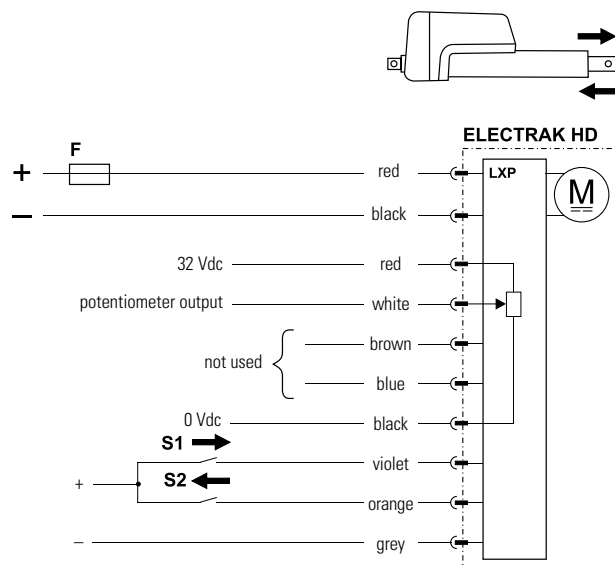 ELECTRAK HD
F
+ red LXP
M
− black
32 Vdc red
potentiometer output white
brown
not used
blue
0 Vdc black
S1
violet
S2
+
orange
− grey